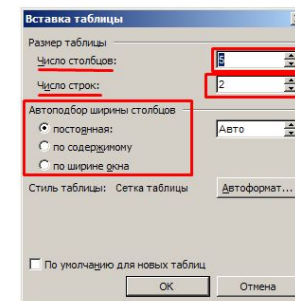 Вставка таблицы
Размер таблицы
Число столбцов: 5
Число строк: 2
Автоподбор ширины столбцов
постоянная: Авто
по содержимому
по ширине окна
Стиль таблицы: Сетка таблицы Автоформат...
По умолчанию для новых таблиц
ОК Отмена